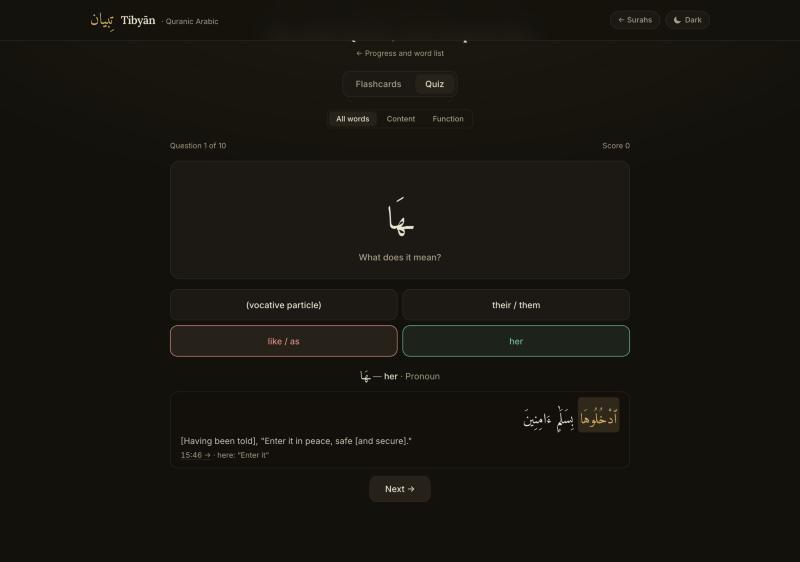 تِبيان Tibyān · Quranic Arabic
← Surahs
Dark
← Progress and word list
Flashcards Quiz
All words Content Function
Question 1 of 10
Score 0
هَا
What does it mean?
(vocative particle)
their / them
like / as
her
هَا — her · Pronoun
ٱدْخُلُوهَا بِسَلَٰمٍ ءَامِنِينَ
[Having been told], "Enter it in peace, safe [and secure]."
15:46 → · here: "Enter it"
Next →